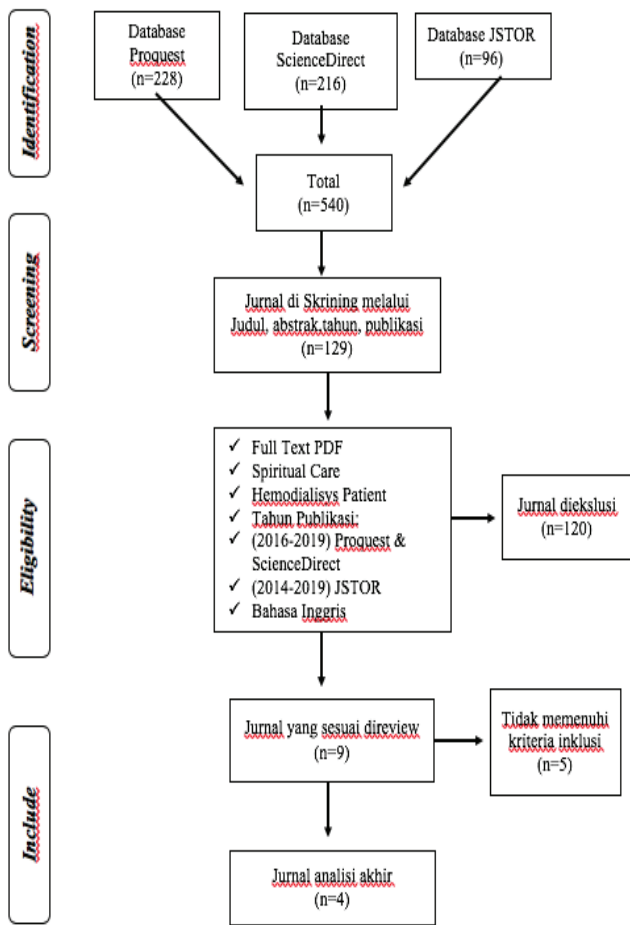 Identification
Database
Proquest
(n=228)
Database
ScienceDirect
(n=216)
Database JSTOR
(n=96)
Total
(n=540)
Screening
Jurnal di Skrining melalui
Judul, abstrak,tahun, publikasi
(n=129)
Eligibility
✓ Full Text PDF
✓ Spiritual Care
✓ Hemodialisys Patient
✓ Tahun Publikasi:
✓ (2016-2019) Proquest &
ScienceDirect
✓ (2014-2019) JSTOR
✓ Bahasa Inggris
Jurnal diekslusi
(n=120)
Include
Jurnal yang sesuai direview
(n=9)
Tidak memenuhi
kriteria inklusi
(n=5)
Jurnal analisi akhir
(n=4)